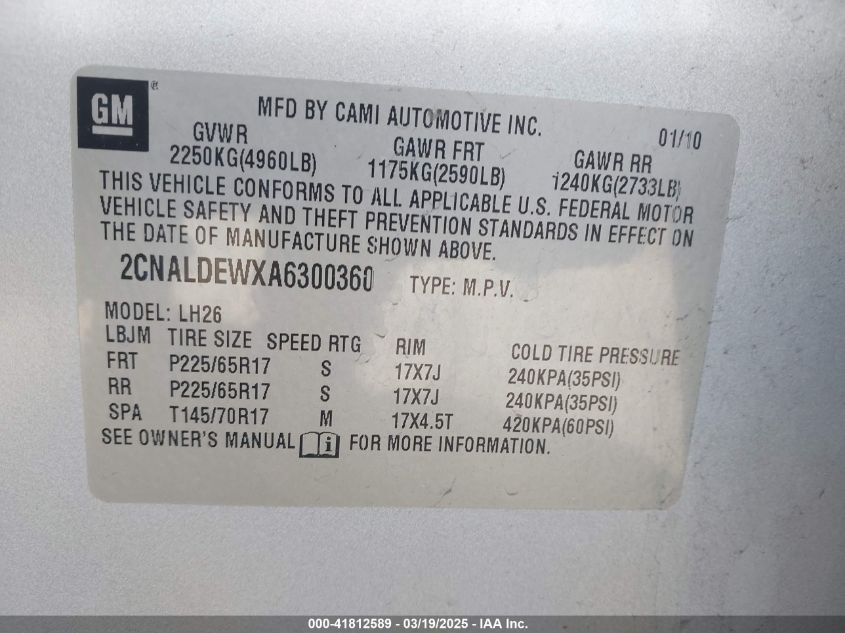 GM®
MFD BY CAMI AUTOMOTIVE INC. 01/10
GVWR GAWR FRT GAWR RR
2250KG(4960LB) 1175KG(2590LB) 1240KG(2733LB)
THIS VEHICLE CONFORMS TO ALL APPLICABLE U.S. FEDERAL MOTOR
VEHICLE SAFETY AND THEFT PREVENTION STANDARDS IN EFFECT ON
THE DATE OF MANUFACTURE SHOWN ABOVE.
2CNALDEWXA6300360 TYPE: M.P.V.
MODEL: LH26
LBJM TIRE SIZE SPEED RTG RIM COLD TIRE PRESSURE
FRT P225/65R17 S 17X7J 240KPA(35PSI)
RR P225/65R17 S 17X7J 240KPA(35PSI)
SPA T145/70R17 M 17X4.5T 420KPA(60PSI)
SEE OWNER'S MANUAL i FOR MORE INFORMATION.
000-41812589 - 03/19/2025 - IAA Inc.